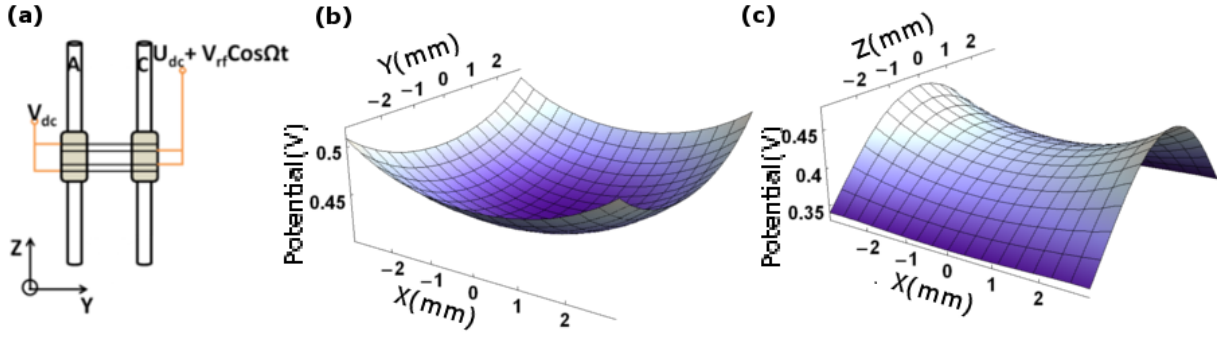 (a)
A
C
U_dc + V_rf CosΩt
V_dc
Z
Y
(b)
Y(mm)
−2
−1
0
1
2
Potential(V)
0.5
0.45
−2
−1
0
1
2
X(mm)
(c)
Z(mm)
−2
−1
0
1
2
Potential(V)
0.45
0.4
0.35
−2
−1
0
1
2
X(mm)